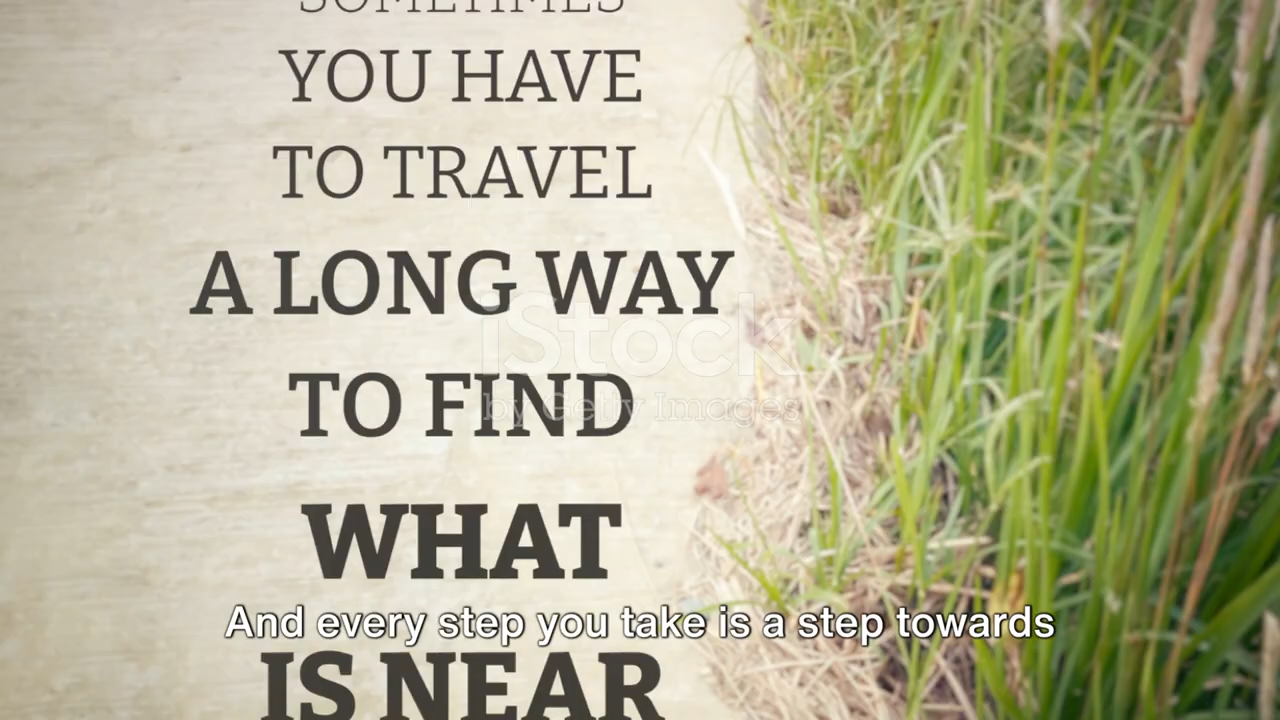 SOMETIMES
YOU HAVE
TO TRAVEL
A LONG WAY
TO FIND
WHAT
IS NEAR
iStock
by Getty Images
And every step you take is a step towards